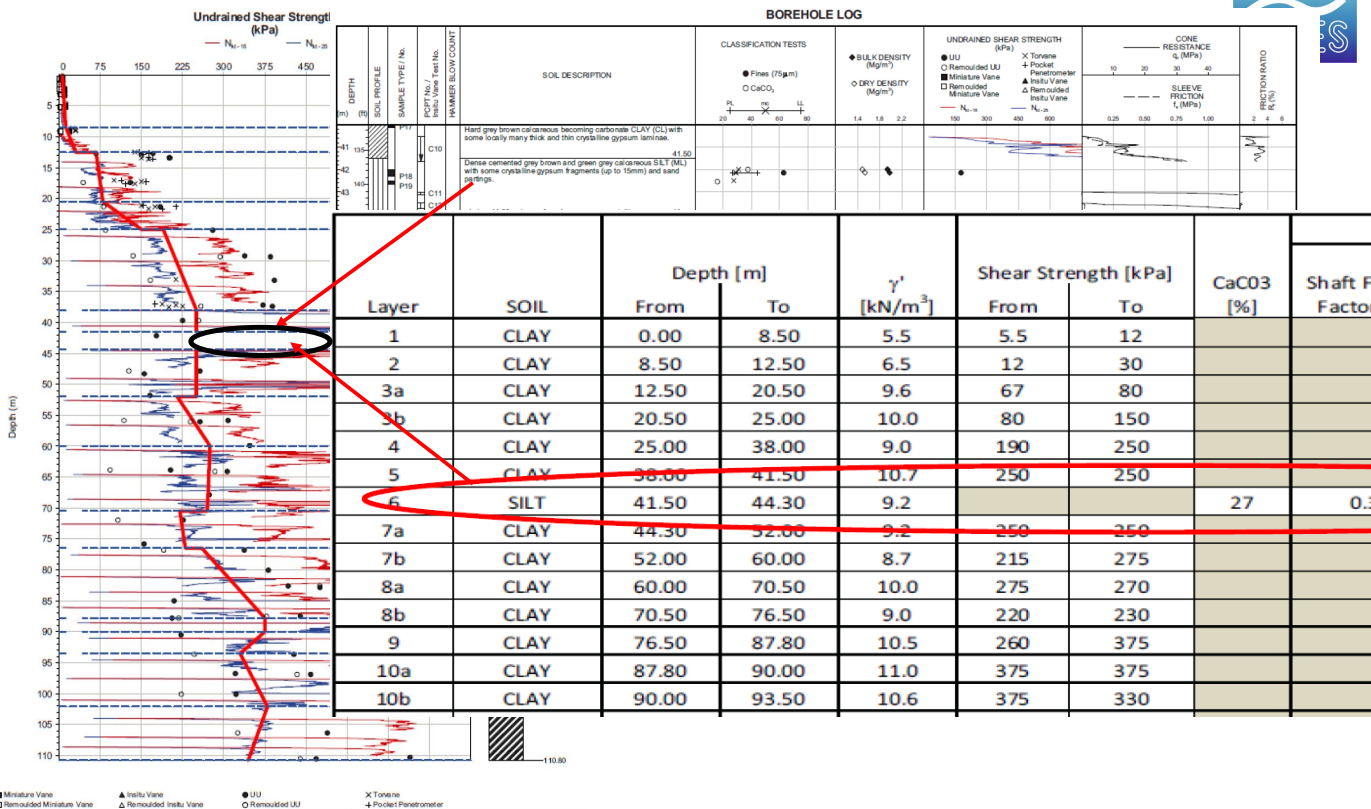 BOREHOLE LOG
Undrained Shear Strengt
(kPa)
N kt - 15 N kt - 25
0 75 150 225 300 375 450
5
10
15
20
25
30
35
40
45
50
55
60
65
70
75
80
85
90
95
100
105
110
Depth (m)
DEPTH
(m) (ft)
SOIL PROFILE
SAMPLE TYPE / No.
PCPT No. /
Insitu Vane Test No.
HAMMER BLOW COUNT
SOIL DESCRIPTION
CLASSIFICATION TESTS
● Fines (75µm)
○ CaCO₃
PL mc LL
20 40 60 80
◆ BULK DENSITY
(Mg/m³)
◇ DRY DENSITY
(Mg/m³)
1.4 1.8 2.2
UNDRAINED SHEAR STRENGTH
(kPa)
● UU
○ Remoulded UU
■ Miniature Vane
□ Remoulded
Miniature Vane
× Torvane
+ Pocket
Penetrometer
▲ Insitu Vane
△ Remoulded
Insitu Vane
N kt - 15 N kt - 25
150 300 450 600
CONE
RESISTANCE
qc (MPa)
10 20 30 40
SLEEVE
FRICTION
fs (MPa)
0.25 0.50 0.75 1.00
FRICTION RATIO
Rf (%)
2 4 6
41
42
43
135
140
P17
P18
P19
C10
C11
Hard grey brown calcareous becoming carbonate CLAY (CL) with
some locally many thick and thin crystalline gypsum laminae.
41.50
Dense cemented grey brown and green grey calcareous SILT (ML)
with some crystalline gypsum fragments (up to 15mm) and sand
partings.
Layer SOIL Depth [m] From To γ' [kN/m³] Shear Strength [kPa] From To CaC03 [%] Shaft F Facto
1 CLAY 0.00 8.50 5.5 5.5 12
2 CLAY 8.50 12.50 6.5 12 30
3a CLAY 12.50 20.50 9.6 67 80
3b CLAY 20.50 25.00 10.0 80 150
4 CLAY 25.00 38.00 9.0 190 250
5 CLAY 38.00 41.50 10.7 250 250
6 SILT 41.50 44.30 9.2 27 0.3
7a CLAY 44.30 52.00 9.2 250 250
7b CLAY 52.00 60.00 8.7 215 275
8a CLAY 60.00 70.50 10.0 275 270
8b CLAY 70.50 76.50 9.0 220 230
9 CLAY 76.50 87.80 10.5 260 375
10a CLAY 87.80 90.00 11.0 375 375
10b CLAY 90.00 93.50 10.6 375 330
110.80
Miniature Vane ▲ Insitu Vane ● UU × Torvane
Remoulded Miniature Vane △ Remoulded Insitu Vane ○ Remoulded UU + Pocket Penetrometer